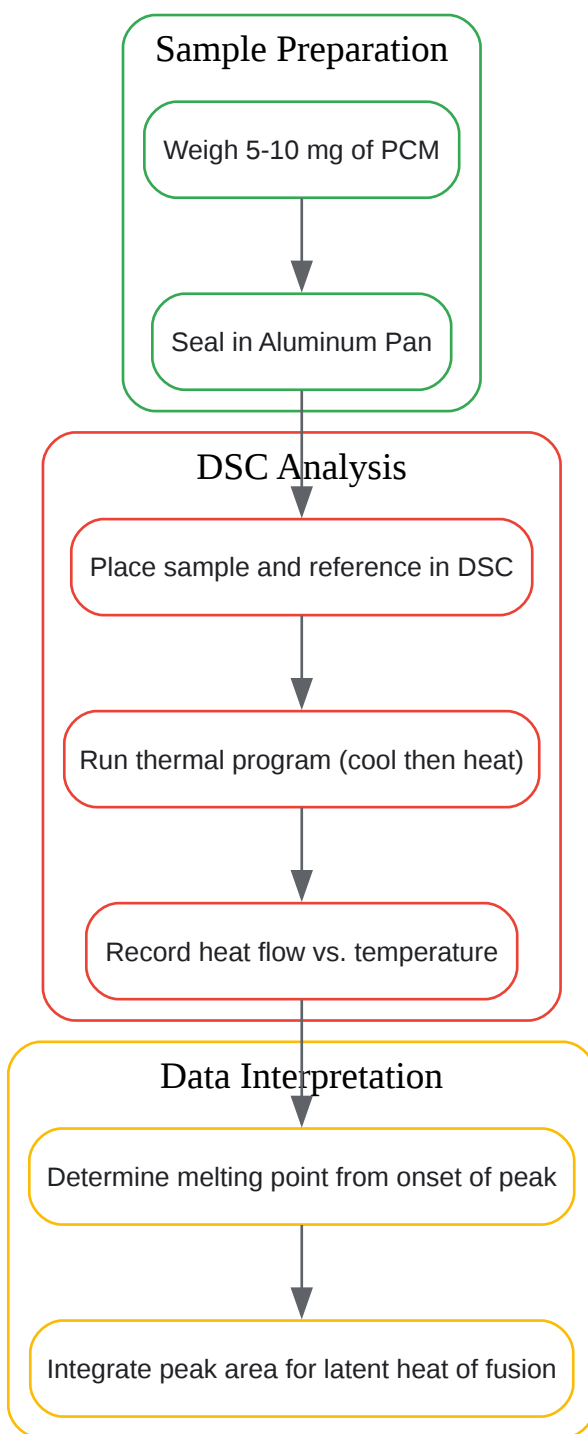 Sample Preparation
Weigh 5-10 mg of PCM
Seal in Aluminum Pan
DSC Analysis
Place sample and reference in DSC
Run thermal program (cool then heat)
Record heat flow vs. temperature
Data Interpretation
Determine melting point from onset of peak
Integrate peak area for latent heat of fusion